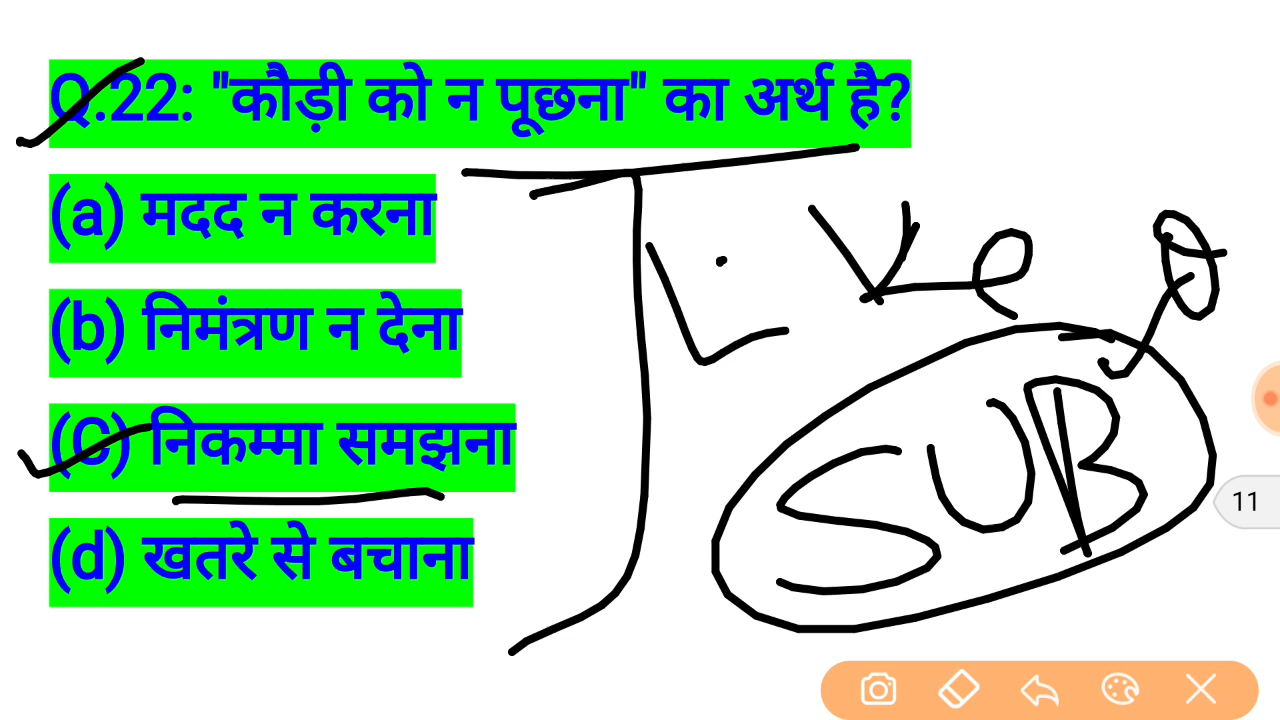 Q.22: "कौड़ी को न पूछना" का अर्थ है?
(a) मदद न करना
(b) निमंत्रण न देना
(C) निकम्मा समझना
(d) खतरे से बचाना
Like
SUB
11